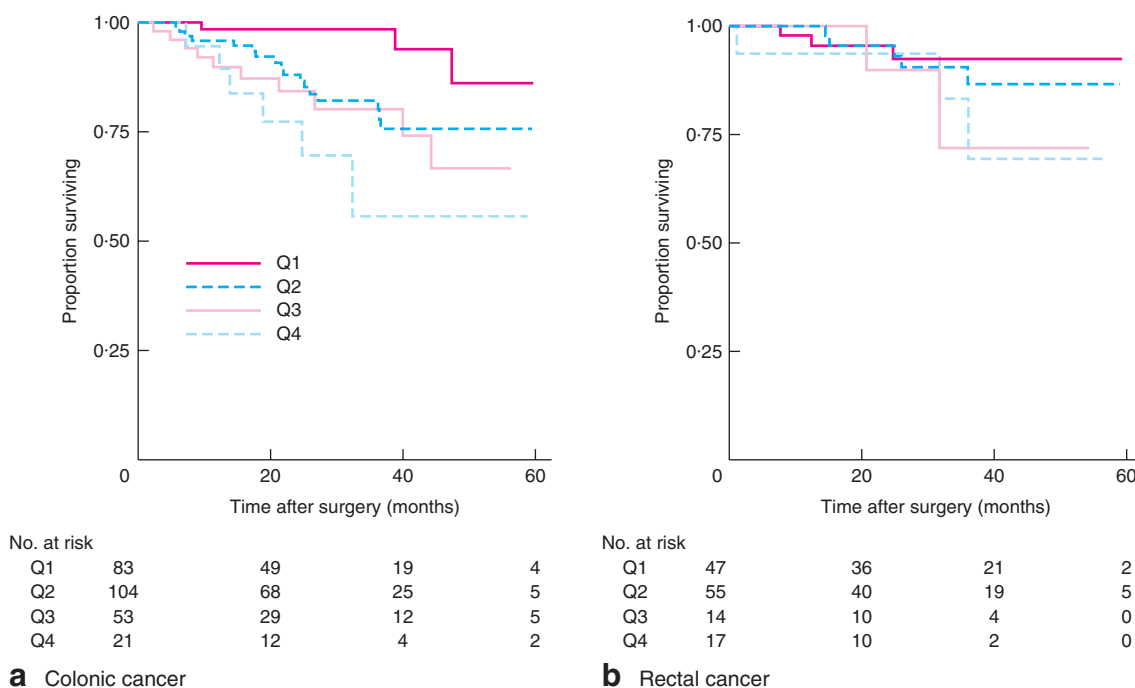 1·00
0·75
0·50
0·25
0
20
40
60
Proportion surviving
Time after surgery (months)
Q1
Q2
Q3
Q4
No. at risk
Q1 83 49 19 4
Q2 104 68 25 5
Q3 53 29 12 5
Q4 21 12 4 2
a Colonic cancer
1·00
0·75
0·50
0·25
0
20
40
60
Proportion surviving
Time after surgery (months)
No. at risk
Q1 47 36 21 2
Q2 55 40 19 5
Q3 14 10 4 0
Q4 17 10 2 0
b Rectal cancer